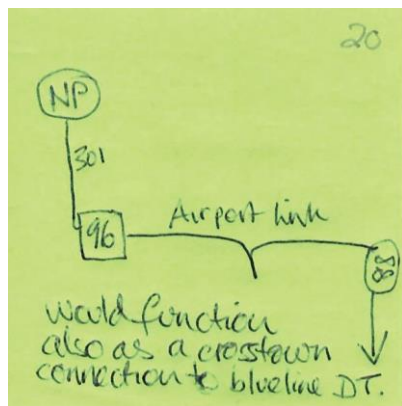 20
NP
301
Airport link
96
88
would function
also as a crosstown
connection to blueline DT.